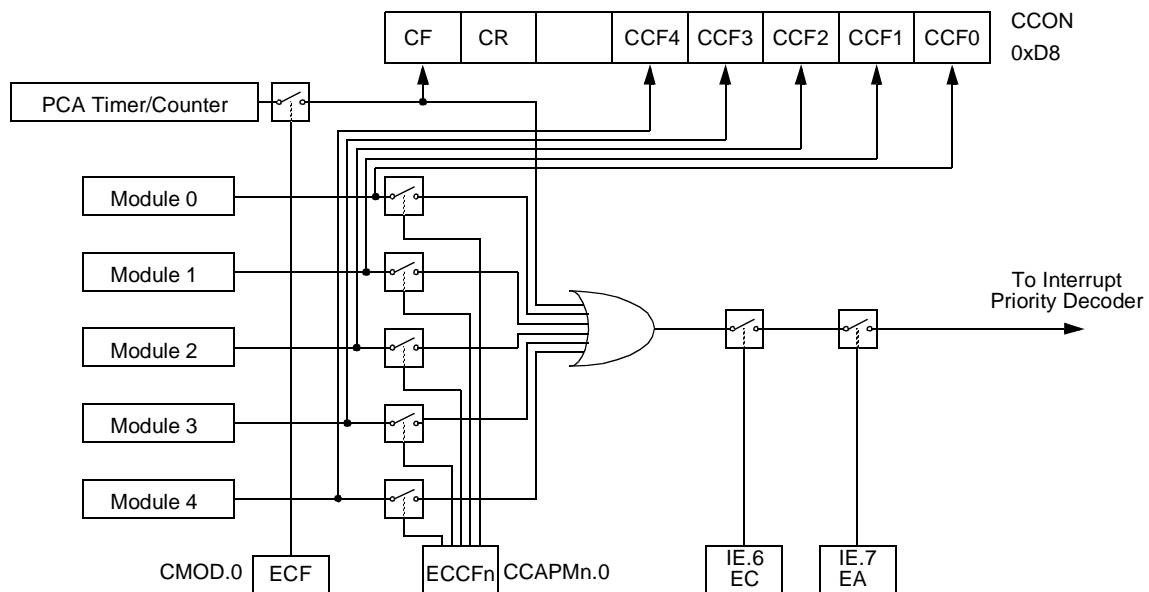 CF CR CCF4 CCF3 CCF2 CCF1 CCF0
CCON
0xD8
PCA Timer/Counter
Module 0
Module 1
To Interrupt
Priority Decoder
Module 2
Module 3
Module 4
CMOD.0 ECF
ECCFn CCAPMn.0
IE.6
EC
IE.7
EA